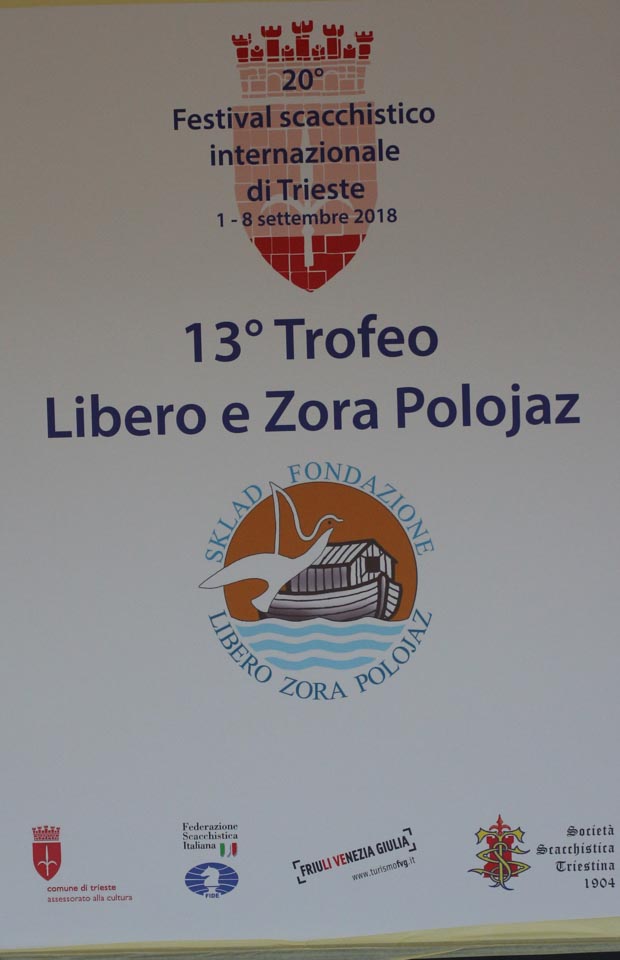 20°
Festival scacchistico
internazionale
di Trieste
1 - 8 settembre 2018
13° Trofeo
Libero e Zora Polojaz
SKLAD FONDAZIONE
LIBERO ZORA POLOJAZ
comune di trieste
assessorato alla cultura
Federazione
Scacchistica
Italiana
FIDE
FRIULI VENEZIA GIULIA
www.turismofvg.it
Società
Scacchistica
Triestina
1904